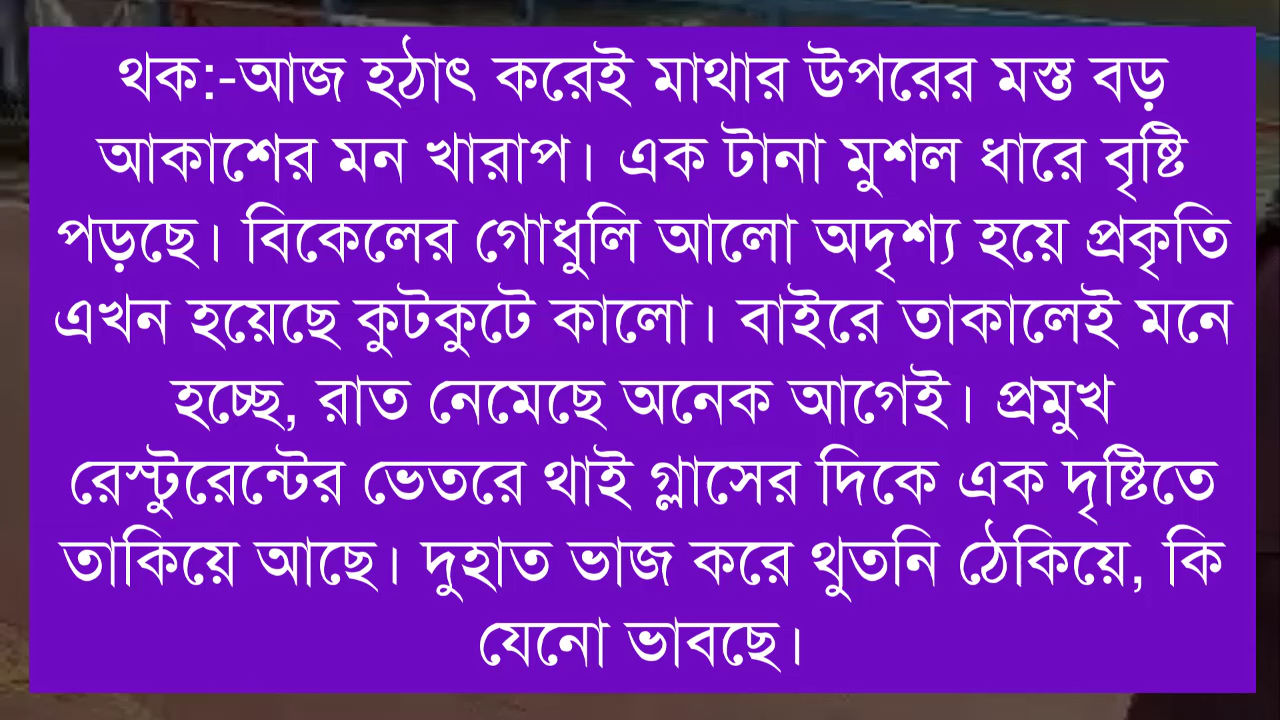 থক:-আজ হঠাৎ করেই মাথার উপরের মস্ত বড়
আকাশের মন খারাপ। এক টানা মুশল ধারে বৃষ্টি
পড়ছে। বিকেলের গোধুলি আলো অদৃশ্য হয়ে প্রকৃতি
এখন হয়েছে কুটকুটে কালো। বাইরে তাকালেই মনে
হচ্ছে, রাত নেমেছে অনেক আগেই। প্রমুখ
রেস্টুরেন্টের ভেতরে থাই গ্লাসের দিকে এক দৃষ্টিতে
তাকিয়ে আছে। দুহাত ভাজ করে থুতনি ঠেকিয়ে, কি
যেনো ভাবছে।